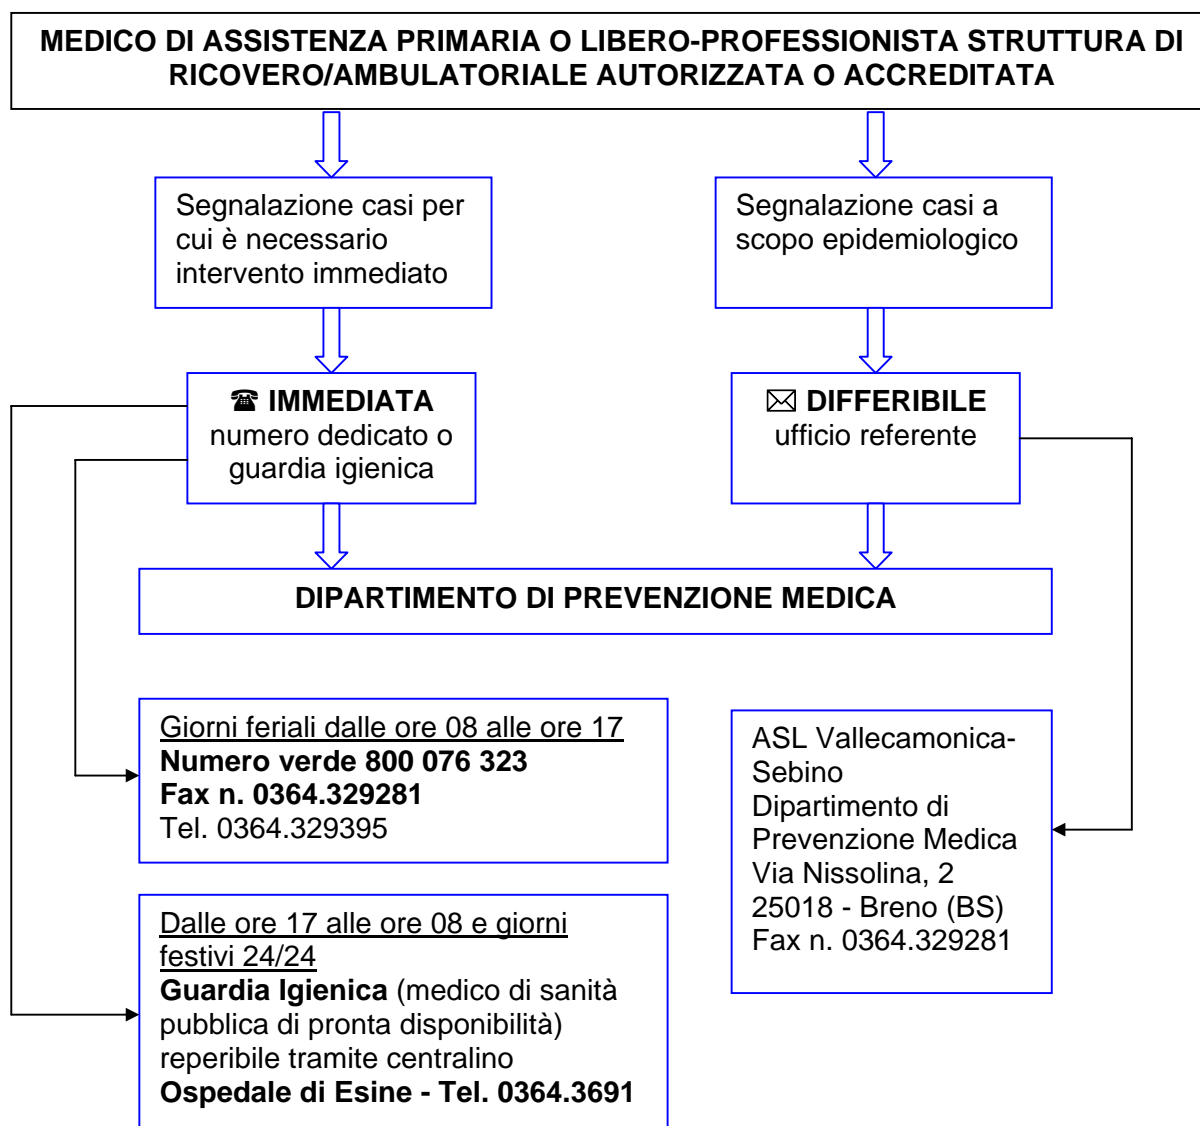 MEDICO DI ASSISTENZA PRIMARIA O LIBERO-PROFESSIONISTA STRUTTURA DI
RICOVERO/AMBULATORIALE AUTORIZZATA O ACCREDITATA
Segnalazione casi per
cui è necessario
intervento immediato
Segnalazione casi a
scopo epidemiologico
☎ IMMEDIATA
numero dedicato o
guardia igienica
✉ DIFFERIBILE
ufficio referente
DIPARTIMENTO DI PREVENZIONE MEDICA
Giorni feriali dalle ore 08 alle ore 17
Numero verde 800 076 323
Fax n. 0364.329281
Tel. 0364.329395
ASL Vallecamonica-
Sebino
Dipartimento di
Prevenzione Medica
Via Nissolina, 2
25018 - Breno (BS)
Fax n. 0364.329281
Dalle ore 17 alle ore 08 e giorni
festivi 24/24
Guardia Igienica (medico di sanità
pubblica di pronta disponibilità)
reperibile tramite centralino
Ospedale di Esine - Tel. 0364.3691